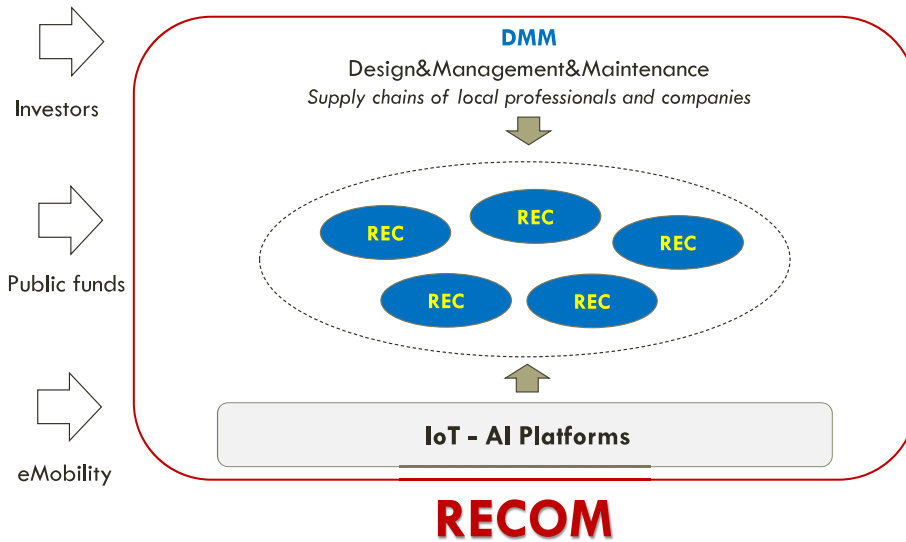 DMM
Design&Management&Maintenance
Supply chains of local professionals and companies
Investors
REC
REC
REC
Public funds
REC
REC
IoT - AI Platforms
eMobility
RECOM